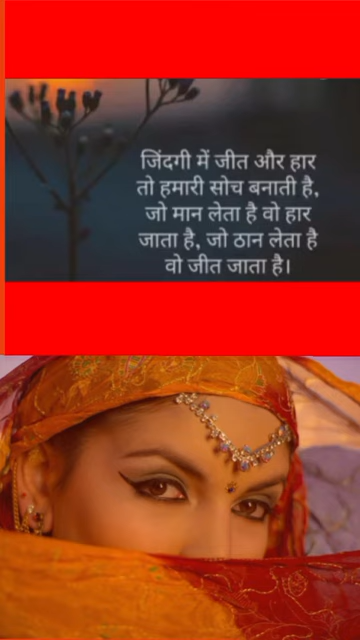 जिंदगी में जीत और हार
तो हमारी सोच बनाती है,
जो मान लेता है वो हार
जाता है, जो ठान लेता है
वो जीत जाता है।